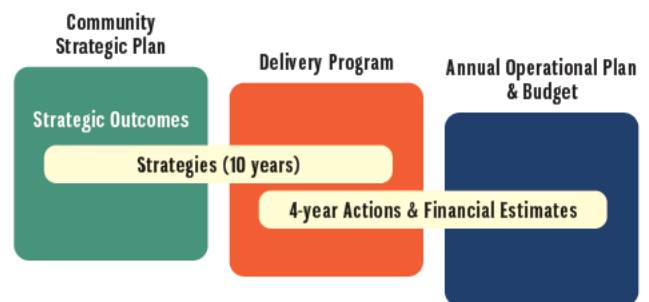 Community
Strategic Plan
Delivery Program
Annual Operational Plan
& Budget
Strategic Outcomes
Strategies (10 years)
4-year Actions & Financial Estimates